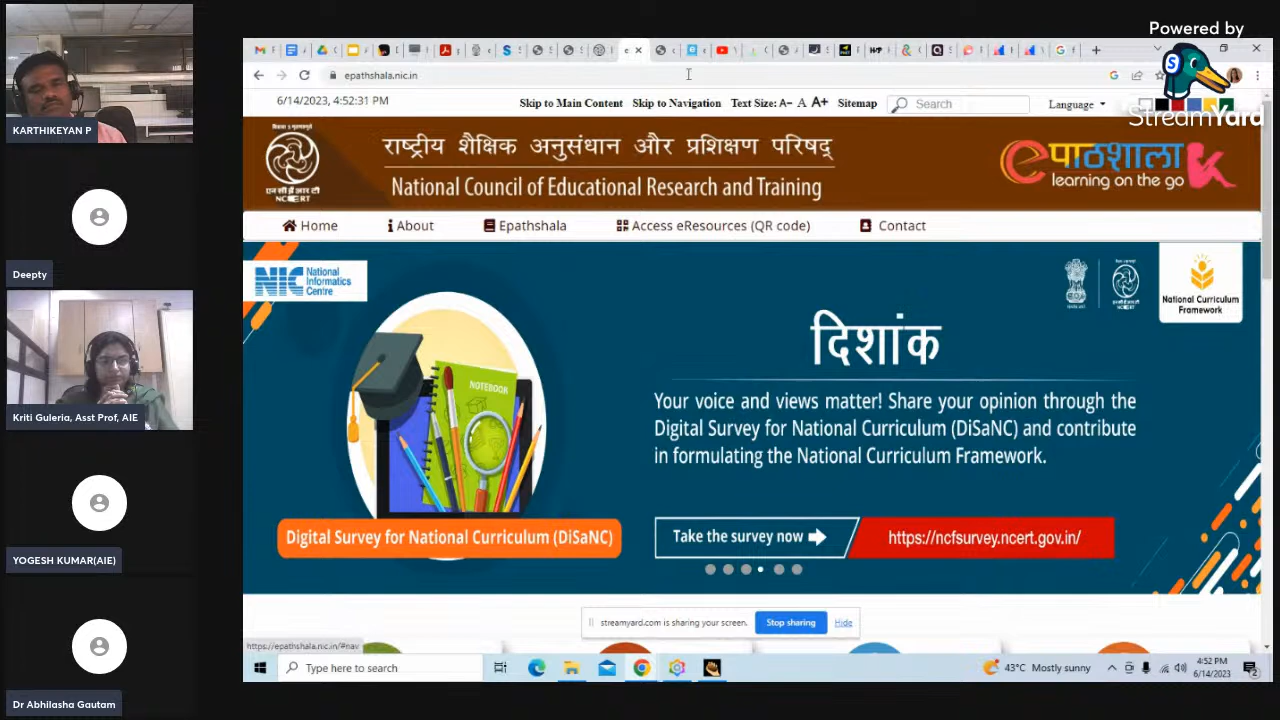 Powered by
StreamYard
KARTHIKEYAN P
Deepty
Kriti Guleria, Asst Prof, AIE
YOGESH KUMAR(AIE)
Dr Abhilasha Gautam
epathshala.nic.in
6/14/2023, 4:52:31 PM
Skip to Main Content Skip to Navigation Text Size: A- A A+ Sitemap Search Language
राष्ट्रीय शैक्षिक अनुसंधान और प्रशिक्षण परिषद्
National Council of Educational Research and Training
एन सी ई आर टी
NCERT
ePाठशाला
learning on the go
Home About Epathshala Access eResources (QR code) Contact
NIC National
Informatics
Centre
National Curriculum
Framework
NOTEBOOK
दिशांक
Your voice and views matter! Share your opinion through the
Digital Survey for National Curriculum (DiSaNC) and contribute
in formulating the National Curriculum Framework.
Digital Survey for National Curriculum (DiSaNC)
Take the survey now
https://ncfsurvey.ncert.gov.in/
streamyard.com is sharing your screen. Stop sharing Hide
https://epathshala.nic.in/#nav
Type here to search
43°C Mostly sunny
4:52 PM
6/14/2023